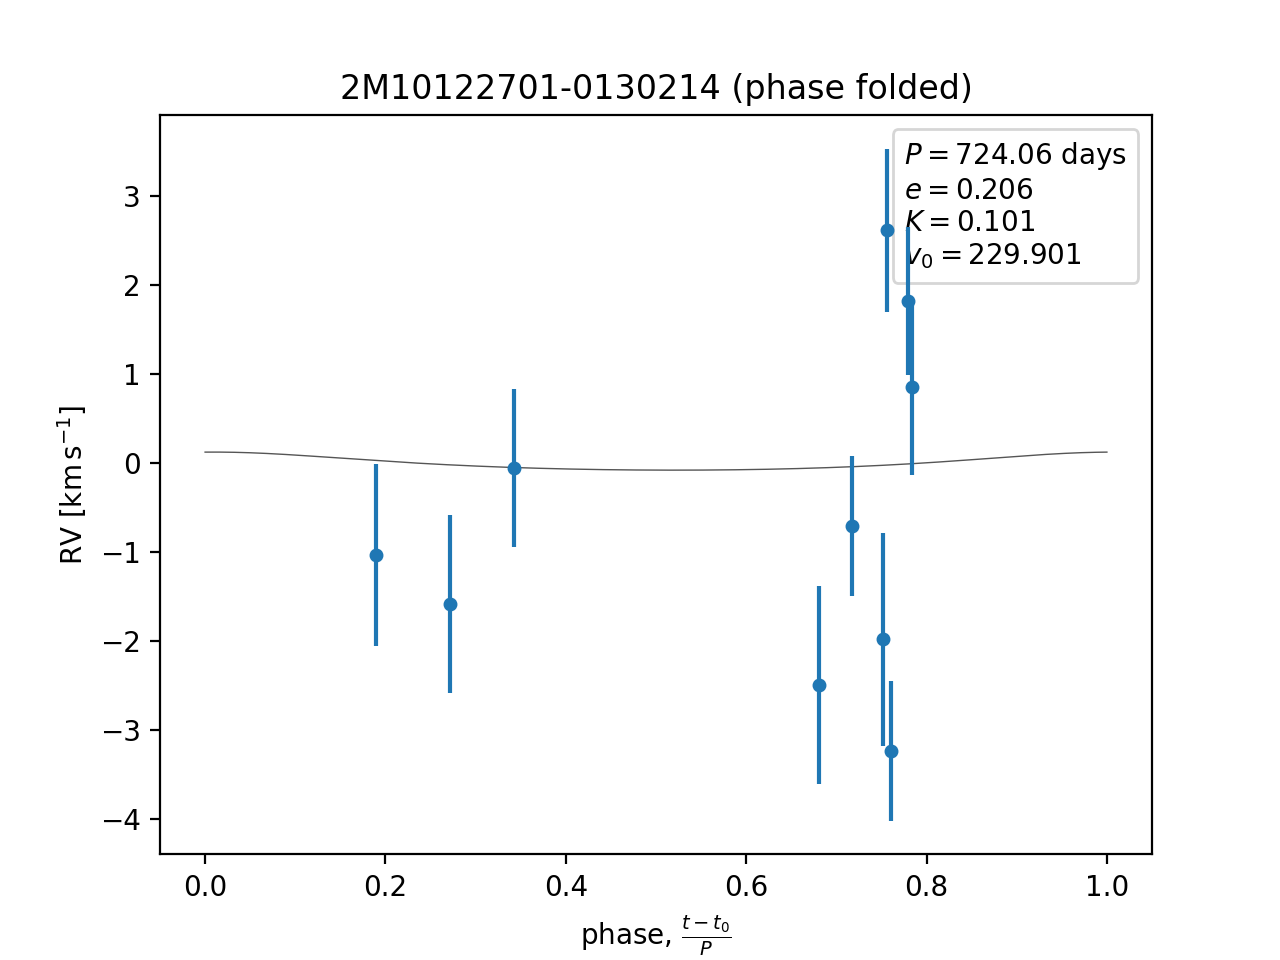 2M10122701-0130214 (phase folded)
P = 724.06 days
e = 0.206
K = 0.101
v₀ = 229.901
RV [km s⁻¹]
3
2
1
0
−1
−2
−3
−4
0.0 0.2 0.4 0.6 0.8 1.0
phase, (t − t₀)/P